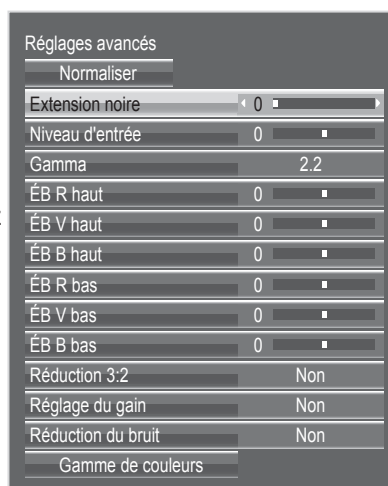 Réglages avancés
Normaliser
Extension noire 0
Niveau d'entrée 0
Gamma 2.2
ÉB R haut 0
ÉB V haut 0
ÉB B haut 0
ÉB R bas 0
ÉB V bas 0
ÉB B bas 0
Réduction 3:2 Non
Réglage du gain Non
Réduction du bruit Non
Gamme de couleurs